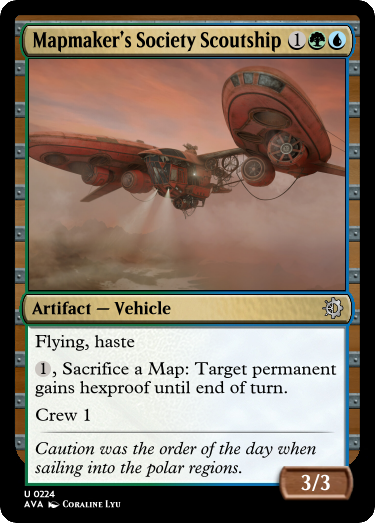 Mapmaker's Society Scoutship 1
Artifact — Vehicle
Flying, haste
1, Sacrifice a Map: Target permanent
gains hexproof until end of turn.
Crew 1
Caution was the order of the day when
sailing into the polar regions.
3/3
U 0224
AVA CORALINE LYU